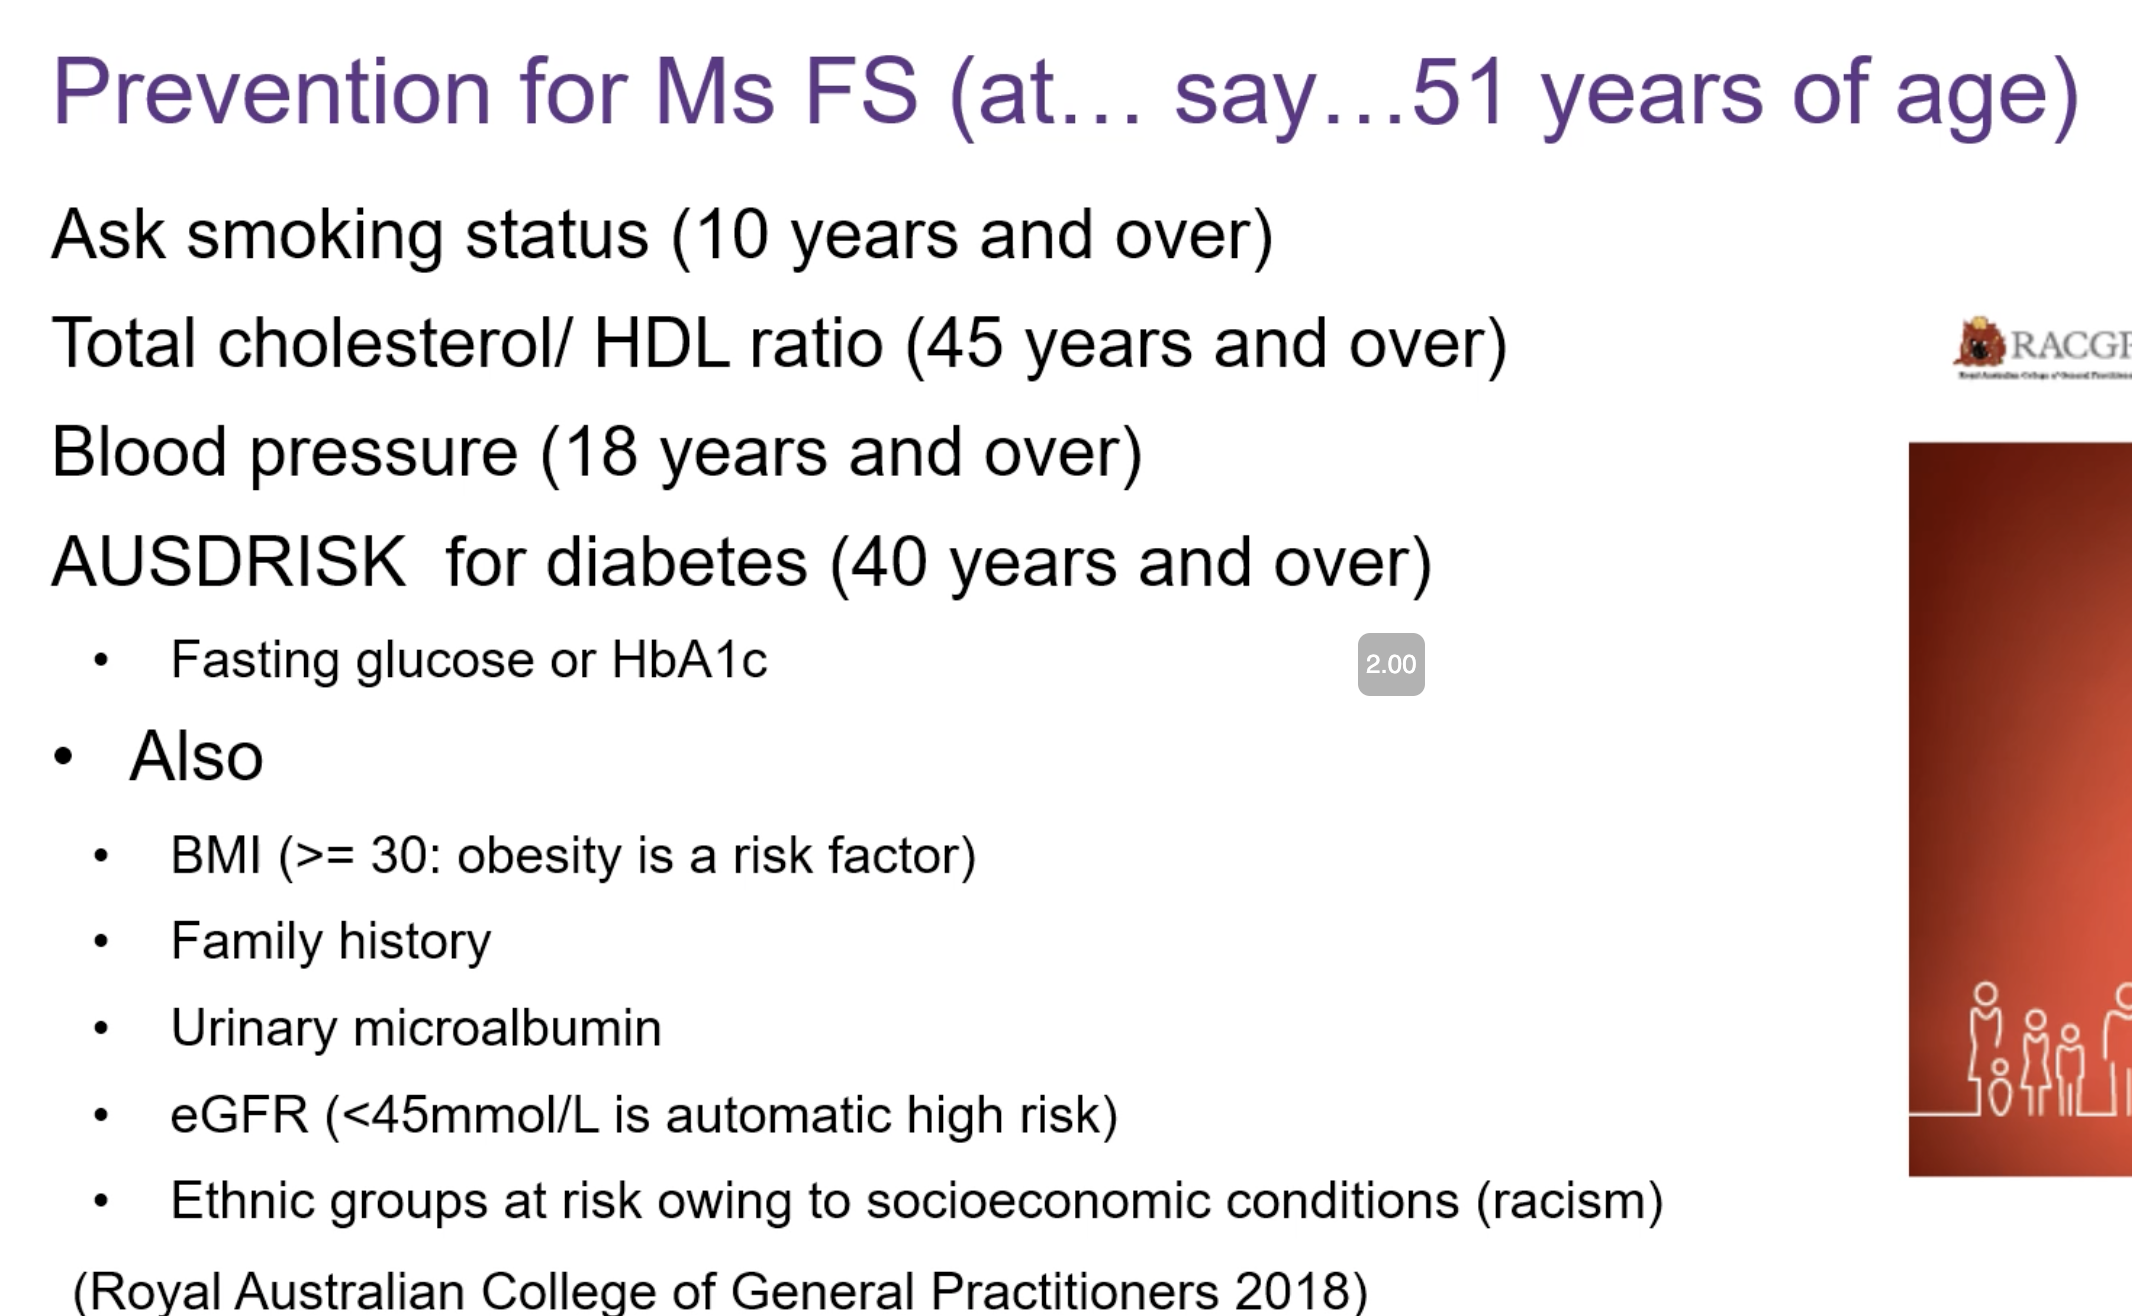 Prevention for Ms FS (at… say…51 years of age)
Ask smoking status (10 years and over)
Total cholesterol/ HDL ratio (45 years and over)
RACGP
Blood pressure (18 years and over)
AUSDRISK  for diabetes (40 years and over)
• Fasting glucose or HbA1c
2.00
• Also
• BMI (>= 30: obesity is a risk factor)
• Family history
• Urinary microalbumin
• eGFR (<45mmol/L is automatic high risk)
• Ethnic groups at risk owing to socioeconomic conditions (racism)
(Royal Australian College of General Practitioners 2018)